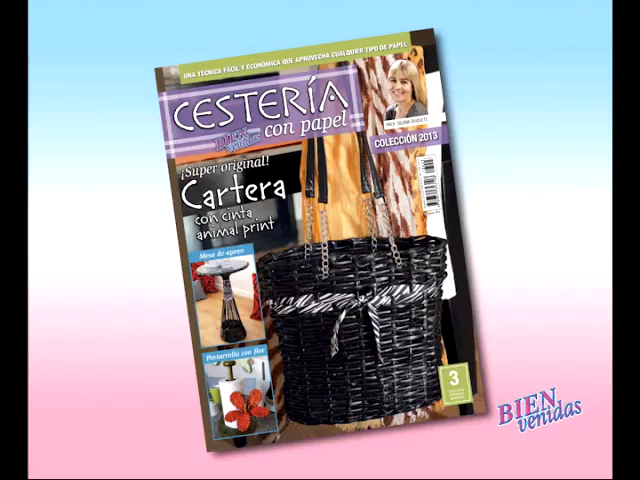 UNA TÉCNICA FÁCIL Y ECONÓMICA QUE APROVECHA CUALQUIER TIPO DE PAPEL
CESTERÍA
BIEN
venidas
con papel
COLECCIÓN 2013
¡Super original!
Cartera
con cinta
animal print
Mesa de apoyo
Portarrollo con flor
3
BIEN
venidas